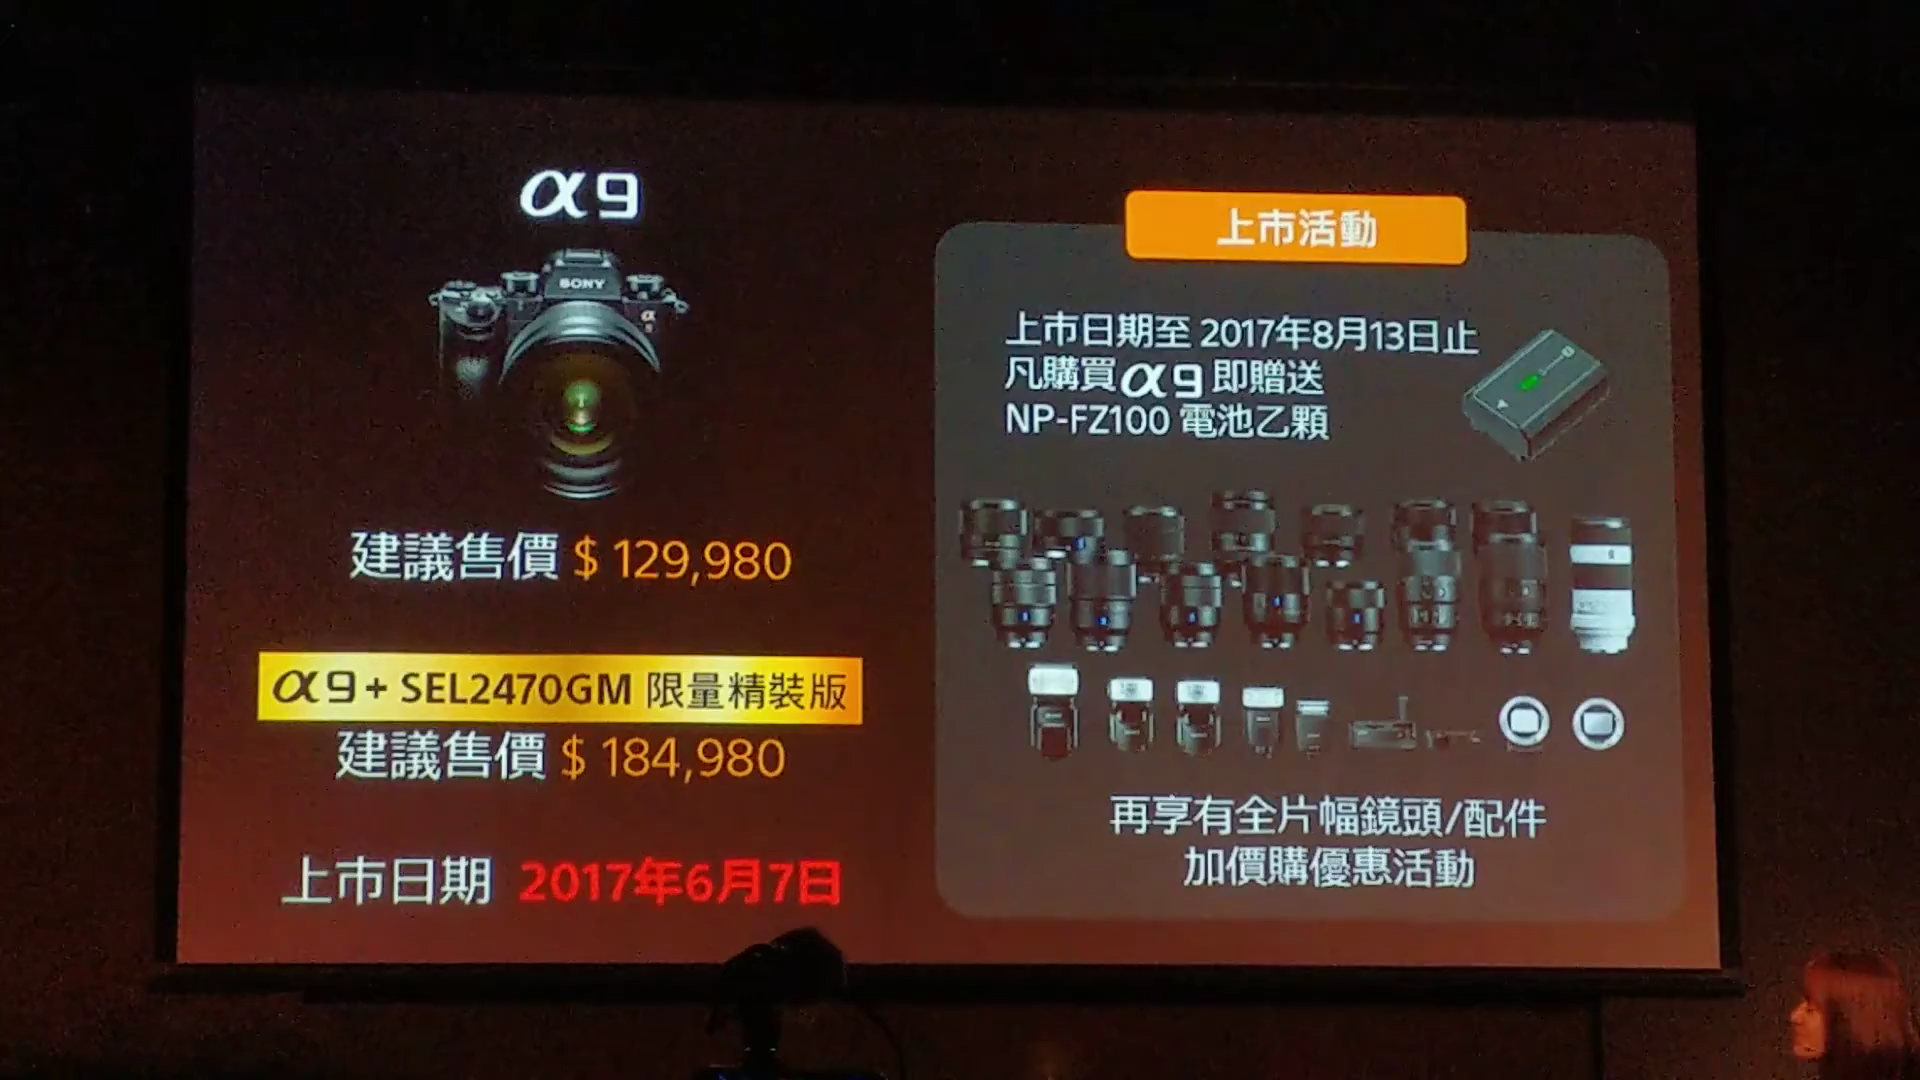 α9
SONY
α
建議售價 $ 129,980
α9 + SEL2470GM 限量精裝版
建議售價 $ 184,980
上市日期 2017年6月7日
上市活動
上市日期至 2017年8月13日止
凡購買α9 即贈送
NP-FZ100 電池乙顆
再享有全片幅鏡頭/配件
加價購優惠活動